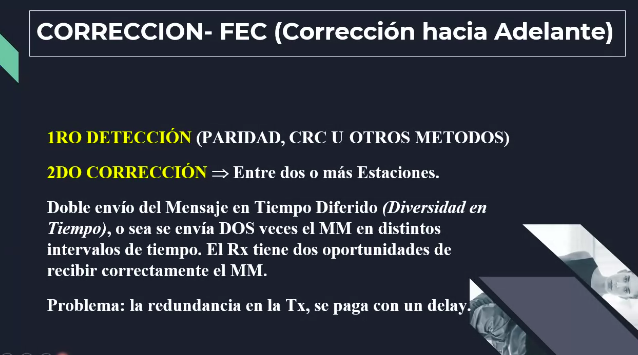 CORRECCION- FEC (Corrección hacia Adelante)
1RO DETECCIÓN (PARIDAD, CRC U OTROS METODOS)
2DO CORRECCIÓN ⇒ Entre dos o más Estaciones.
Doble envío del Mensaje en Tiempo Diferido (Diversidad en
Tiempo), o sea se envía DOS veces el MM en distintos
intervalos de tiempo. El Rx tiene dos oportunidades de
recibir correctamente el MM.
Problema: la redundancia en la Tx, se paga con un delay.